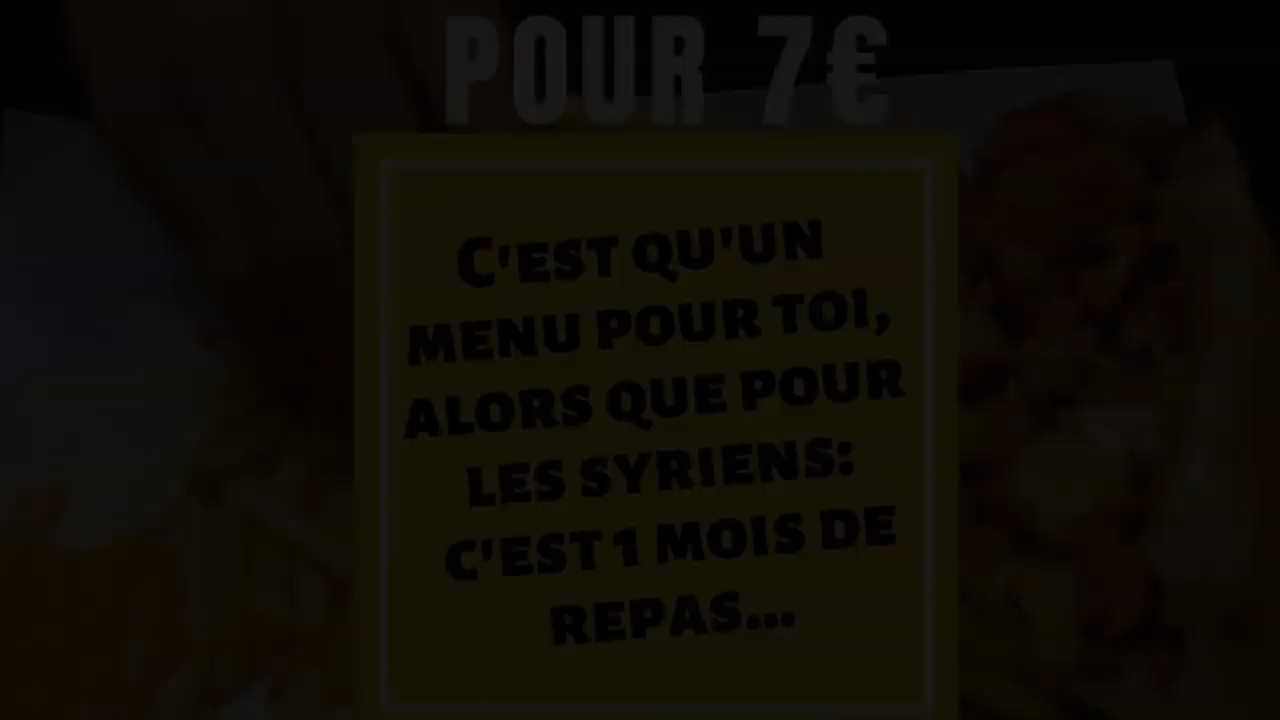 POUR 7€
C'EST QU'UN
MENU POUR TOI,
ALORS QUE POUR
LES SYRIENS:
C'EST 1 MOIS DE
REPAS...